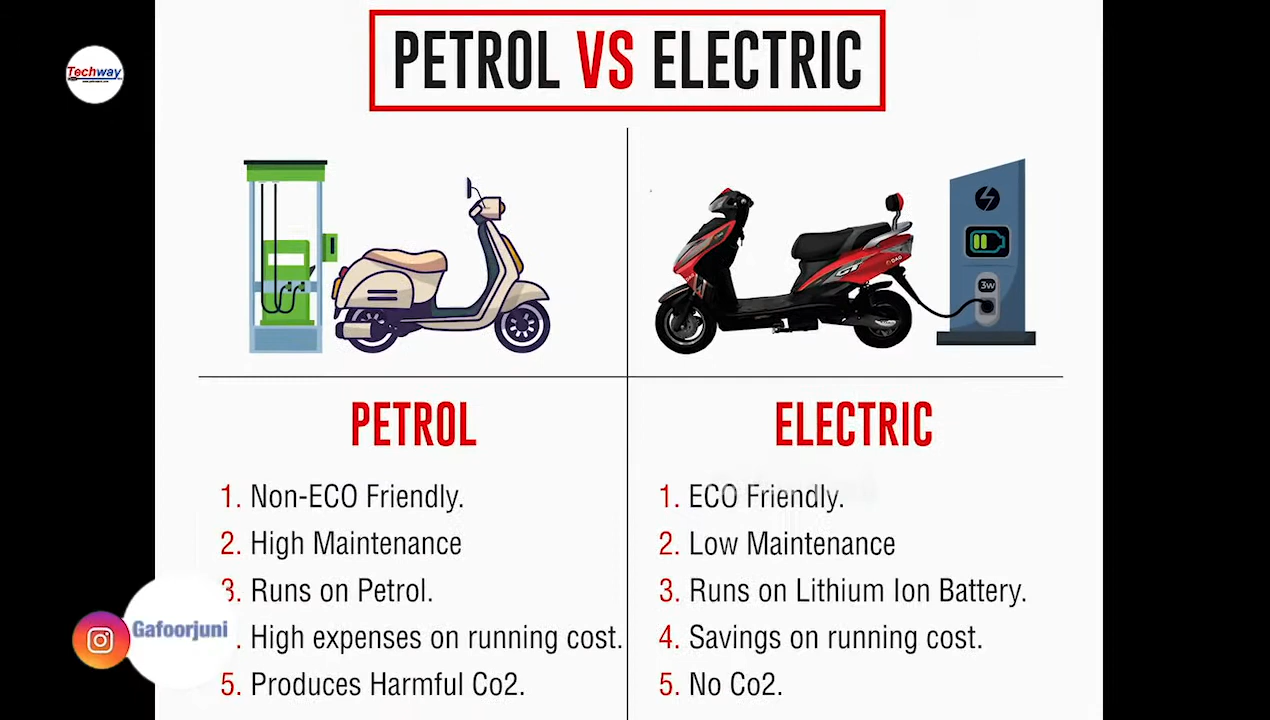 Techway
PETROL VS ELECTRIC
3w
GT
DAO
PETROL
1. Non-ECO Friendly.
2. High Maintenance
3. Runs on Petrol.
. High expenses on running cost.
5. Produces Harmful Co2.
ELECTRIC
1. ECO Friendly.
2. Low Maintenance
3. Runs on Lithium Ion Battery.
4. Savings on running cost.
5. No Co2.
Gafoorjuni